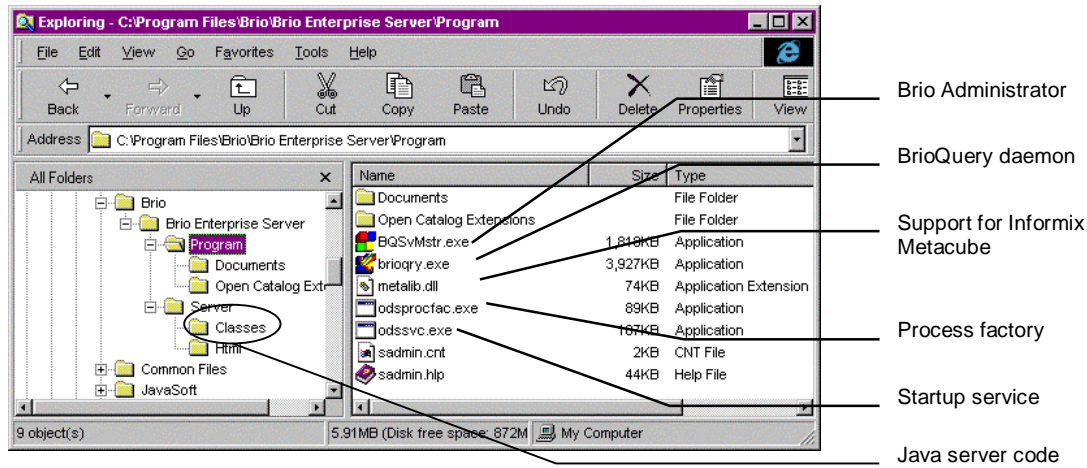 Exploring - C:\Program Files\Brio\Brio Enterprise Server\Program
File Edit View Go Favorites Tools Help
Back Forward Up Cut Copy Paste Undo Delete Properties View
Address C:\Program Files\Brio\Brio Enterprise Server\Program
All Folders
Brio
Brio Enterprise Server
Program
Documents
Open Catalog Exte
Server
Classes
Html
Common Files
JavaSoft
Name Size Type
Documents File Folder
Open Catalog Extensions File Folder
BQSvMstr.exe 1,818KB Application
brioqry.exe 3,927KB Application
metalib.dll 74KB Application Extension
odsprocfac.exe 89KB Application
odssvc.exe 187KB Application
sadmin.cnt 2KB CNT File
sadmin.hlp 44KB Help File
9 object(s) 5.91MB (Disk free space: 872M My Computer
Brio Administrator
BrioQuery daemon
Support for Informix
Metacube
Process factory
Startup service
Java server code